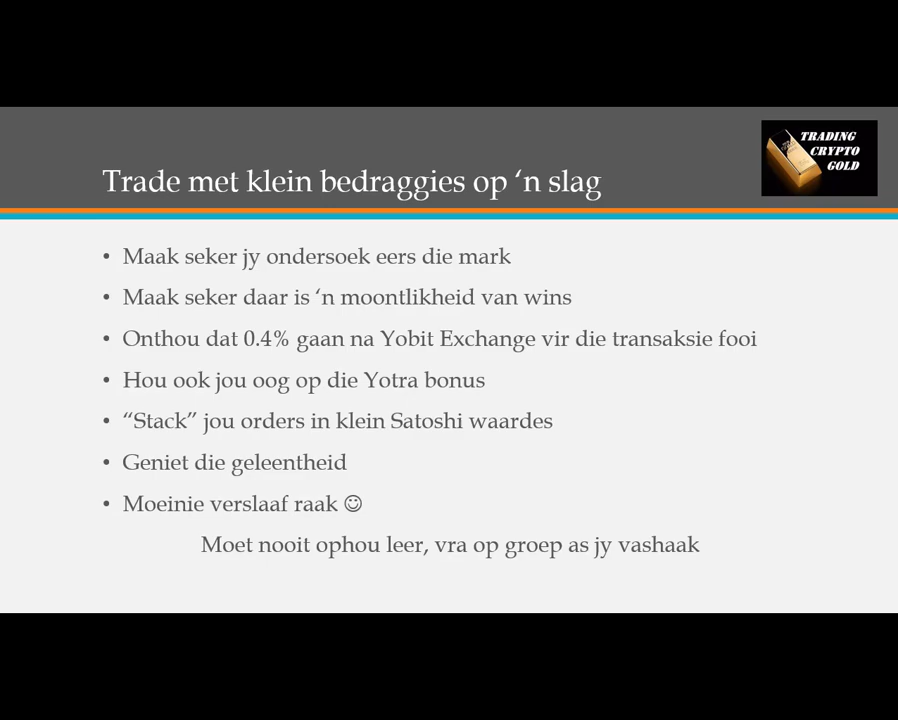 TRADING
CRYPTO
GOLD
Trade met klein bedraggies op ‘n slag
• Maak seker jy ondersoek eers die mark
• Maak seker daar is ‘n moontlikheid van wins
• Onthou dat 0.4% gaan na Yobit Exchange vir die transaksie fooi
• Hou ook jou oog op die Yotra bonus
• “Stack” jou orders in klein Satoshi waardes
• Geniet die geleentheid
• Moeinie verslaaf raak ☺
Moet nooit ophou leer, vra op groep as jy vashaak